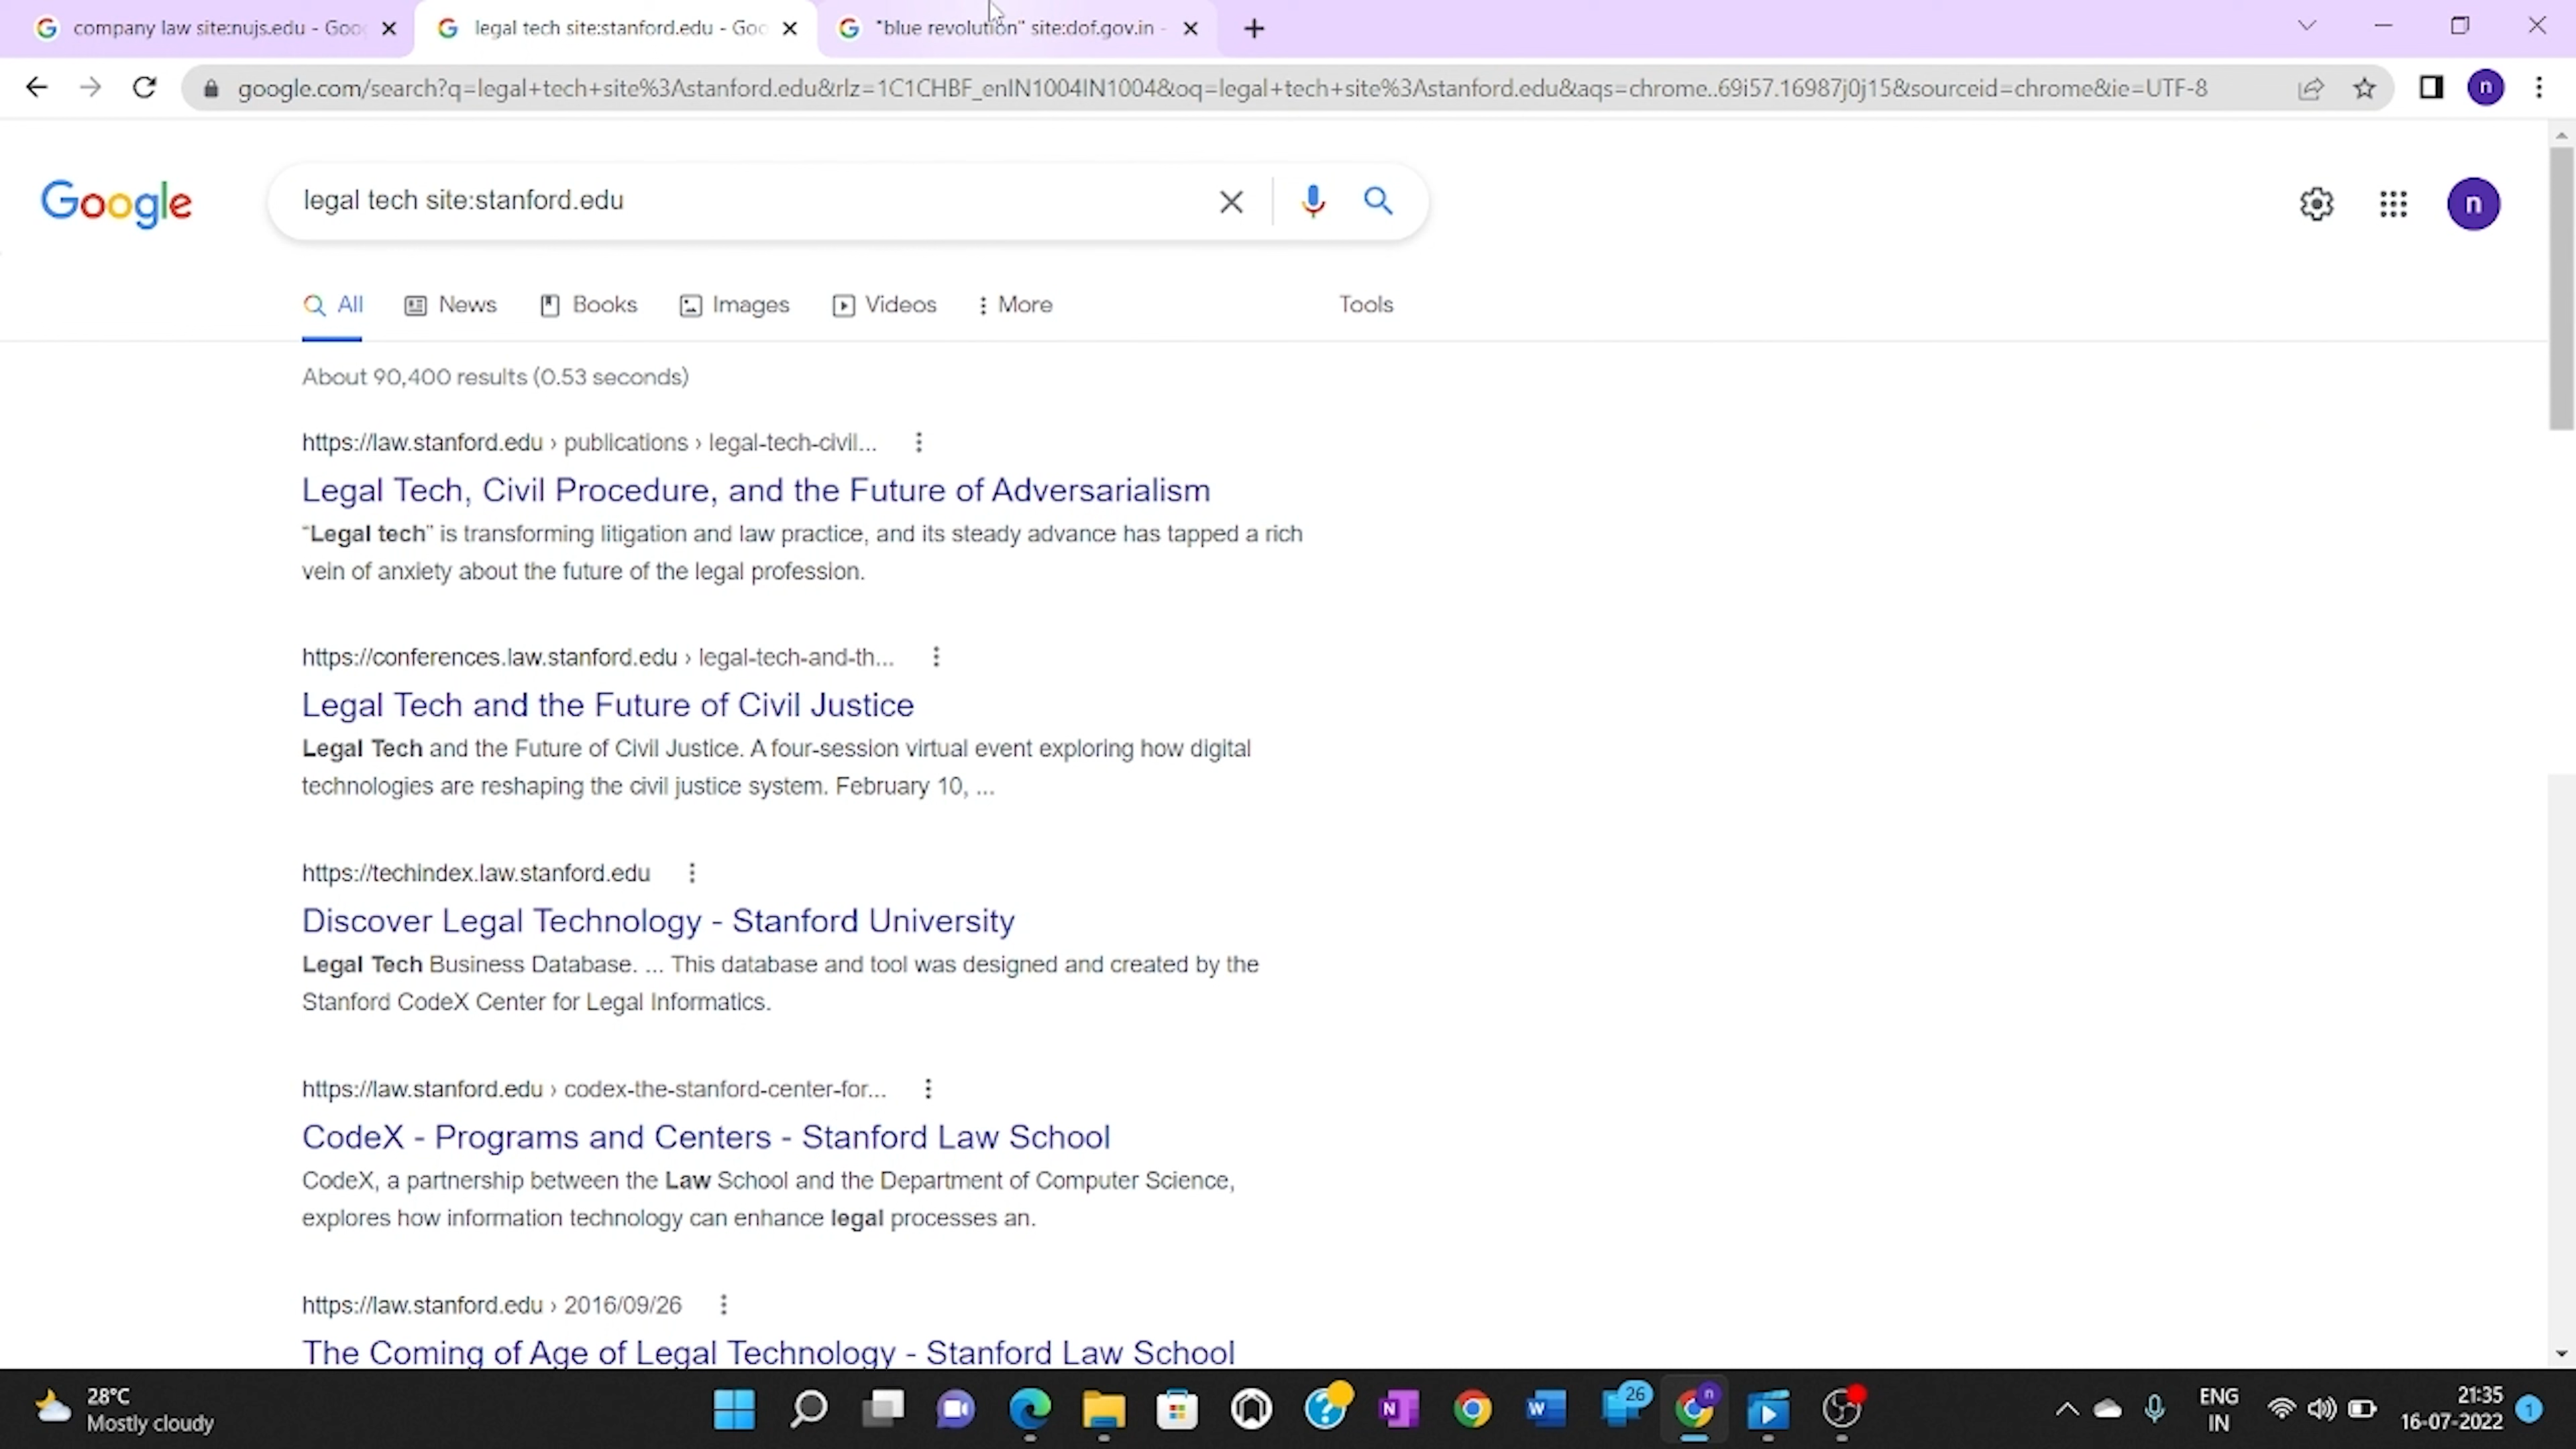 company law site:nujs.edu - Goo
legal tech site:stanford.edu - Goo
"blue revolution" site:dof.gov.in -
google.com/search?q=legal+tech+site%3Astanford.edu&rlz=1C1CHBF_enIN1004IN1004&oq=legal+tech+site%3Astanford.edu&aqs=chrome..69i57.16987j0j15&sourceid=chrome&ie=UTF-8
n
Google
legal tech site:stanford.edu
n
All
News
Books
Images
Videos
More
Tools
About 90,400 results (0.53 seconds)
https://law.stanford.edu › publications › legal-tech-civil...
Legal Tech, Civil Procedure, and the Future of Adversarialism
"Legal tech" is transforming litigation and law practice, and its steady advance has tapped a rich
vein of anxiety about the future of the legal profession.
https://conferences.law.stanford.edu › legal-tech-and-th...
Legal Tech and the Future of Civil Justice
Legal Tech and the Future of Civil Justice. A four-session virtual event exploring how digital
technologies are reshaping the civil justice system. February 10, ...
https://techindex.law.stanford.edu
Discover Legal Technology - Stanford University
Legal Tech Business Database. ... This database and tool was designed and created by the
Stanford CodeX Center for Legal Informatics.
https://law.stanford.edu › codex-the-stanford-center-for...
CodeX - Programs and Centers - Stanford Law School
CodeX, a partnership between the Law School and the Department of Computer Science,
explores how information technology can enhance legal processes an.
https://law.stanford.edu › 2016/09/26
The Coming of Age of Legal Technology - Stanford Law School
28°C
Mostly cloudy
N
W
26
n
ENG
IN
21:35
16-07-2022
1